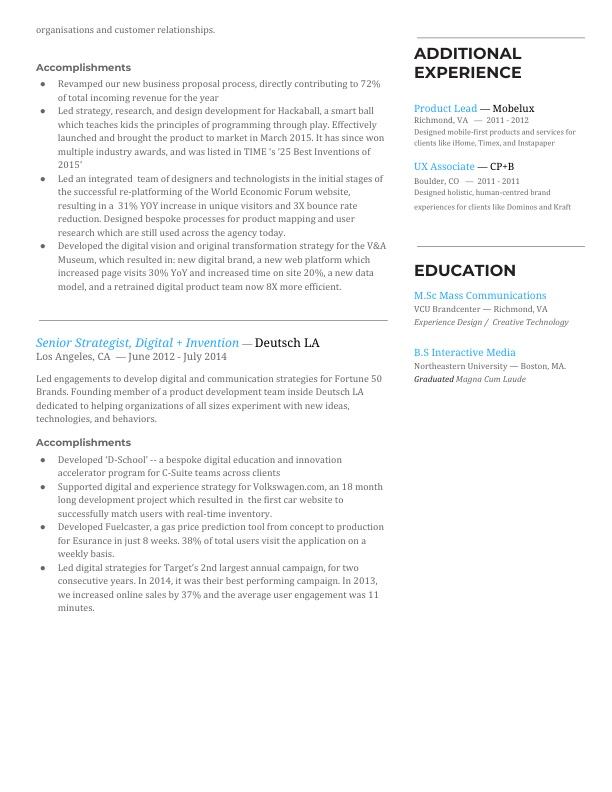 organisations and customer relationships.
Accomplishments
● Revamped our new business proposal process, directly contributing to 72%
of total incoming revenue for the year
● Led strategy, research, and design development for Hackaball, a smart ball
which teaches kids the principles of programming through play. Effectively
launched and brought the product to market in March 2015. It has since won
multiple industry awards, and was listed in TIME 's '25 Best Inventions of
2015'
● Led an integrated team of designers and technologists in the initial stages of
the successful re-platforming of the World Economic Forum website,
resulting in a 31% YOY increase in unique visitors and 3X bounce rate
reduction. Designed bespoke processes for product mapping and user
research which are still used across the agency today.
● Developed the digital vision and original transformation strategy for the V&A
Museum, which resulted in: new digital brand, a new web platform which
increased page visits 30% YoY and increased time on site 20%, a new data
model, and a retrained digital product team now 8X more efficient.
Senior Strategist, Digital + Invention — Deutsch LA
Los Angeles, CA — June 2012 - July 2014
Led engagements to develop digital and communication strategies for Fortune 50
Brands. Founding member of a product development team inside Deutsch LA
dedicated to helping organizations of all sizes experiment with new ideas,
technologies, and behaviors.
Accomplishments
● Developed 'D-School' -- a bespoke digital education and innovation
accelerator program for C-Suite teams across clients
● Supported digital and experience strategy for Volkswagen.com, an 18 month
long development project which resulted in the first car website to
successfully match users with real-time inventory.
● Developed Fuelcaster, a gas price prediction tool from concept to production
for Esurance in just 8 weeks. 38% of total users visit the application on a
weekly basis.
● Led digital strategies for Target's 2nd largest annual campaign, for two
consecutive years. In 2014, it was their best performing campaign. In 2013,
we increased online sales by 37% and the average user engagement was 11
minutes.
ADDITIONAL
EXPERIENCE
Product Lead — Mobelux
Richmond, VA — 2011 - 2012
Designed mobile-first products and services for
clients like iHome, Timex, and Instapaper
UX Associate — CP+B
Boulder, CO — 2011 - 2011
Designed holistic, human-centred brand
experiences for clients like Dominos and Kraft
EDUCATION
M.Sc Mass Communications
VCU Brandcenter — Richmond, VA
Experience Design / Creative Technology
B.S Interactive Media
Northeastern University — Boston, MA.
Graduated Magna Cum Laude